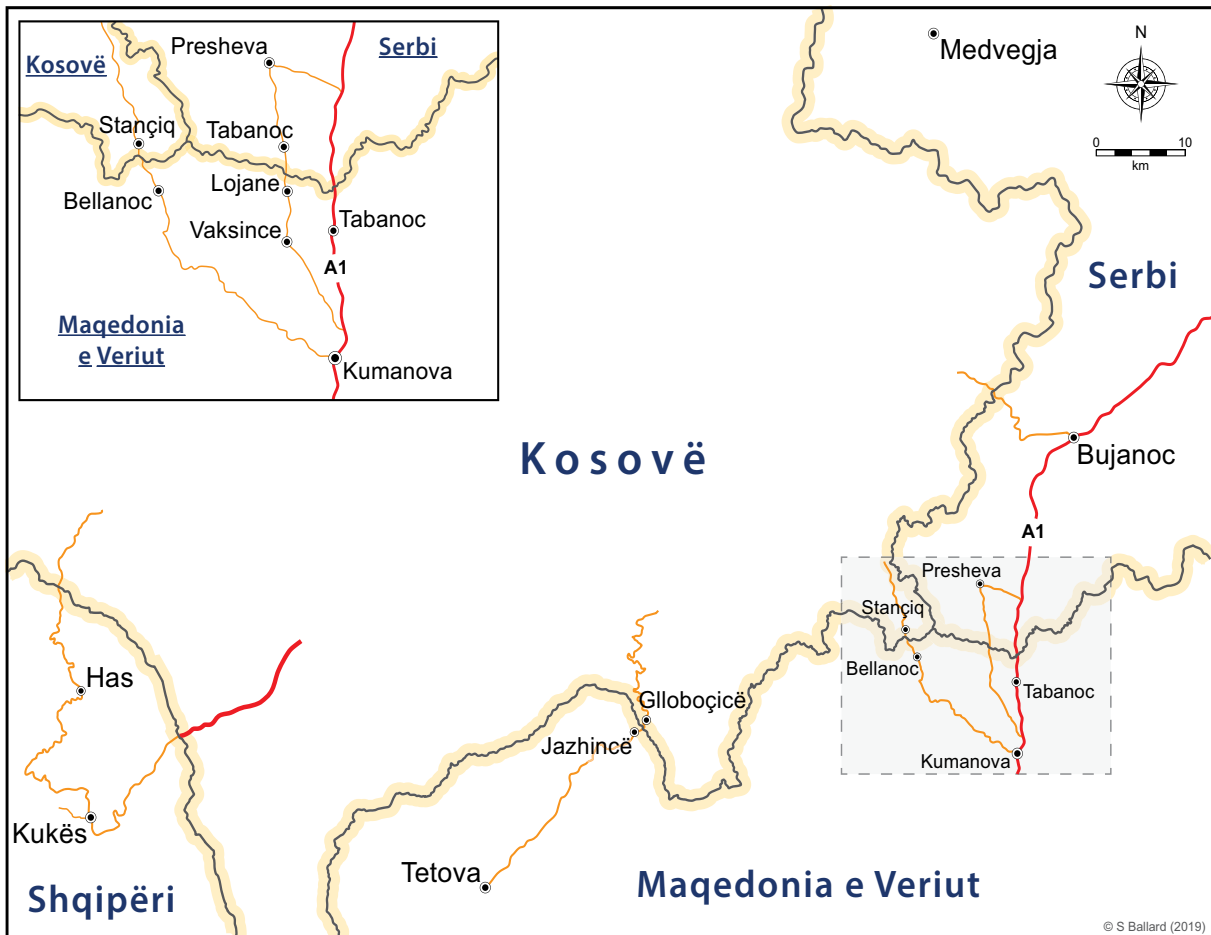 Kosovë
Presheva
Serbi
Stançiq
Tabanoc
Bellanoc
Lojane
Vaksince
Tabanoc
A1
Maqedonia
e Veriut
Kumanova
Medvegja
N
0 10
km
Serbi
Kosovë
Bujanoc
A1
Presheva
Stançiq
Bellanoc
Tabanoc
Kumanova
Has
Glloboçicë
Jazhincë
Kukës
Tetova
Shqipëri
Maqedonia e Veriut
© S Ballard (2019)